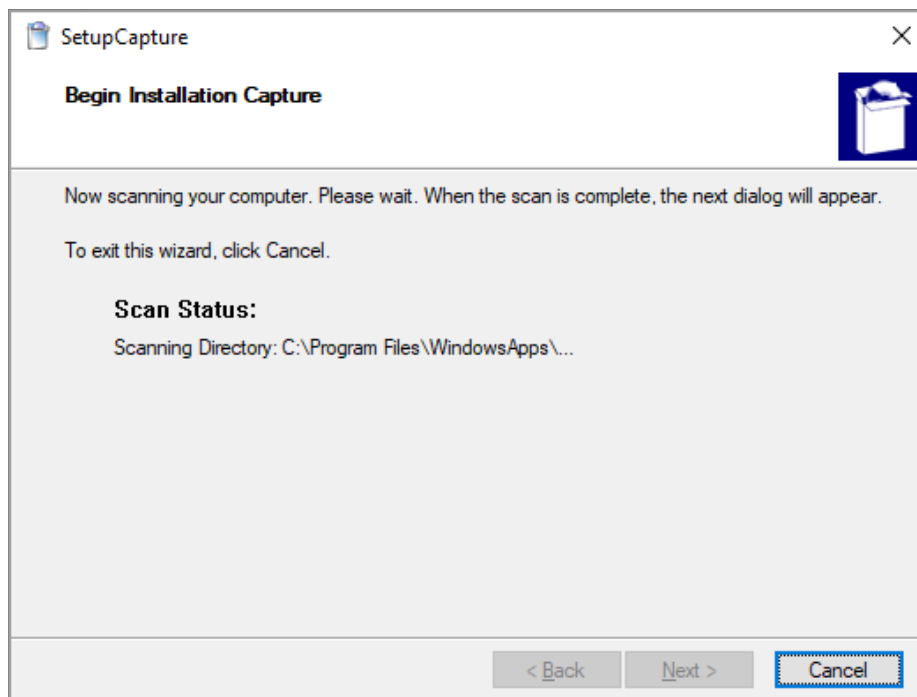 SetupCapture
Begin Installation Capture
Now scanning your computer. Please wait. When the scan is complete, the next dialog will appear.
To exit this wizard, click Cancel.
Scan Status:
Scanning Directory: C:\Program Files\WindowsApps\...
< Back Next > Cancel